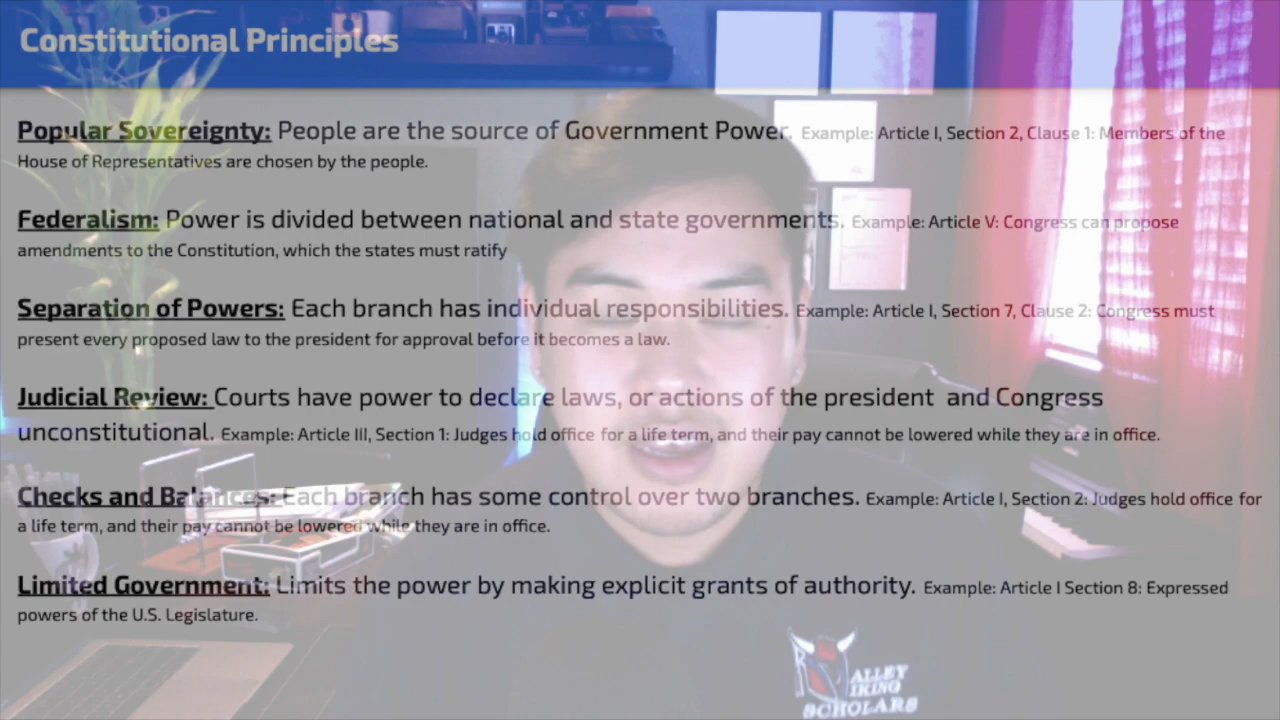 Constitutional Principles
Popular Sovereignty: People are the source of Government Power. Example: Article I, Section 2, Clause 1: Members of the
House of Representatives are chosen by the people.
Federalism: Power is divided between national and state governments. Example: Article V: Congress can propose
amendments to the Constitution, which the states must ratify
Separation of Powers: Each branch has individual responsibilities. Example: Article I, Section 7, Clause 2: Congress must
present every proposed law to the president for approval before it becomes a law.
Judicial Review: Courts have power to declare laws, or actions of the president and Congress
unconstitutional. Example: Article III, Section 1: Judges hold office for a life term, and their pay cannot be lowered while they are in office.
Checks and Balances: Each branch has some control over two branches. Example: Article I, Section 2: Judges hold office for
a life term, and their pay cannot be lowered while they are in office.
Limited Government: Limits the power by making explicit grants of authority. Example: Article I Section 8: Expressed
powers of the U.S. Legislature.
SCHOLARS